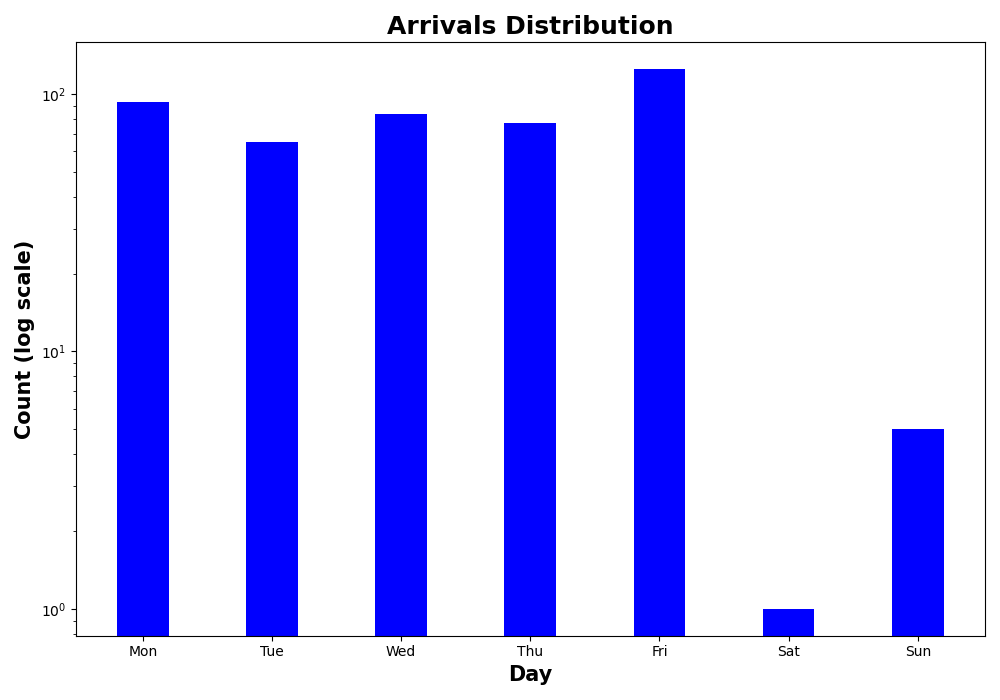 Arrivals Distribution
Count (log scale)
10²
10¹
10⁰
Mon Tue Wed Thu Fri Sat Sun
Day